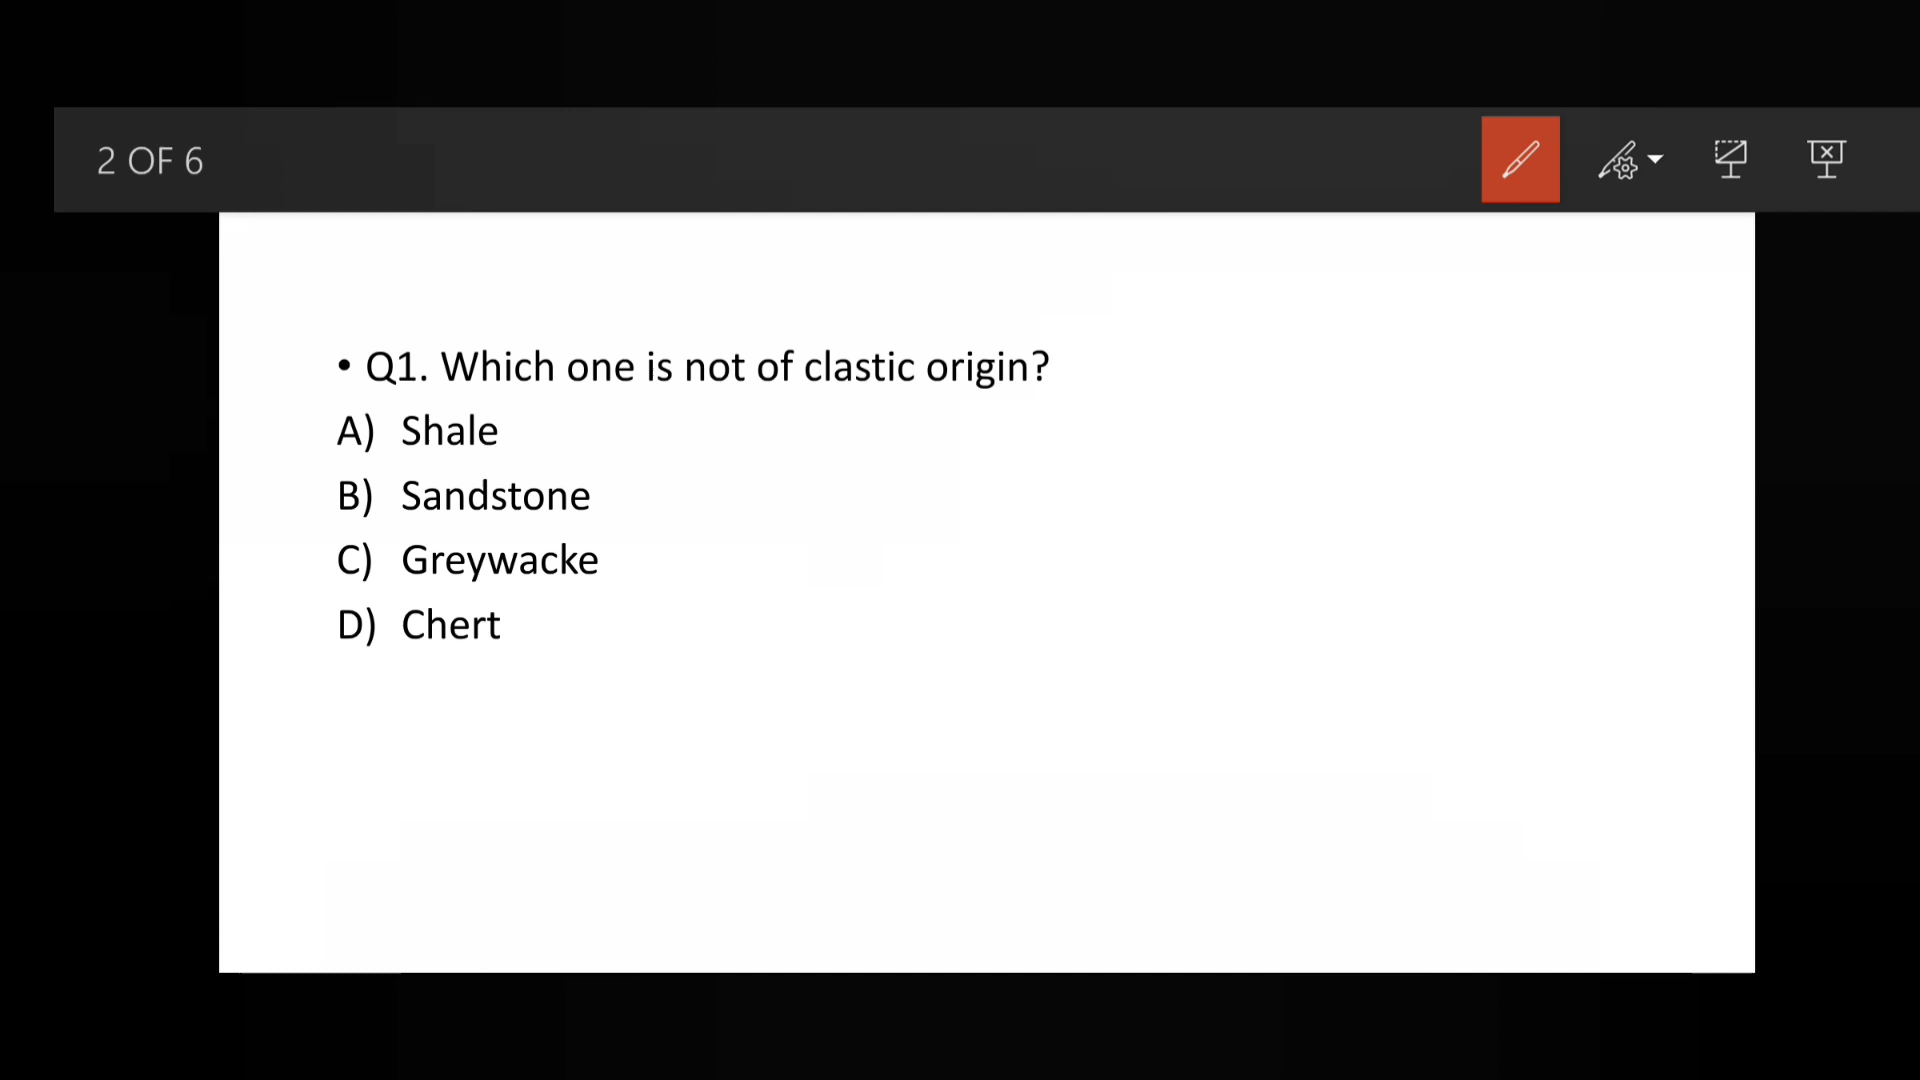 2 OF 6
• Q1. Which one is not of clastic origin?
A) Shale
B) Sandstone
C) Greywacke
D) Chert